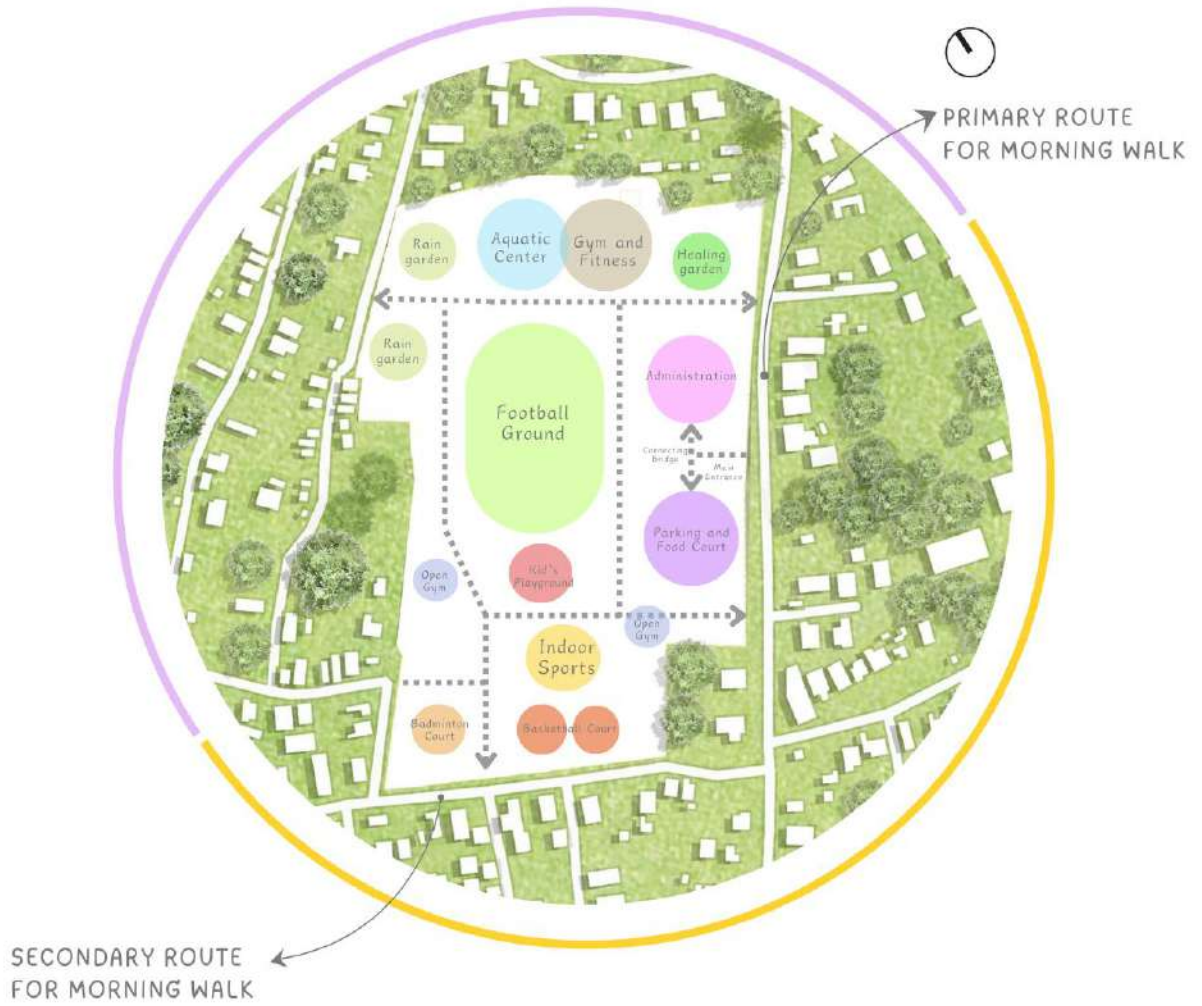 PRIMARY ROUTE
FOR MORNING WALK
Rain
garden
Aquatic
Center
Gym and
Fitness
Healing
garden
Rain
garden
Administration
Football
Ground
Connecting
bridge
Main
Entrance
Parking and
Food Court
Open
Gym
Kid's
Playground
Open
Gym
Indoor
Sports
Badminton
Court
Basketball Court
SECONDARY ROUTE
FOR MORNING WALK